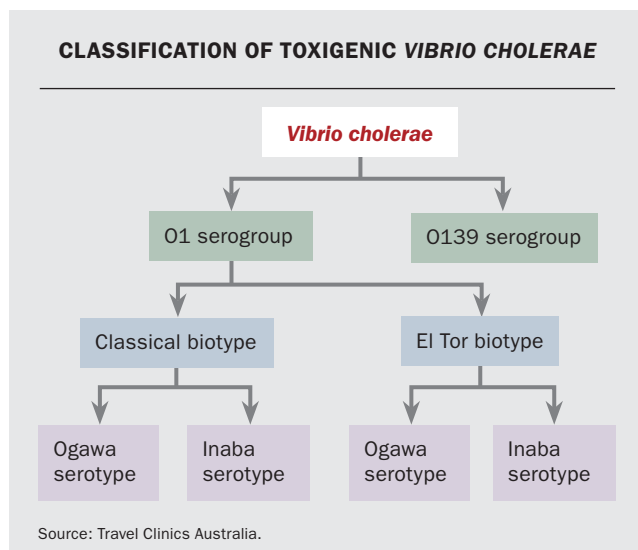 CLASSIFICATION OF TOXIGENIC VIBRIO CHOLERAE
Vibrio cholerae
O1 serogroup
O139 serogroup
Classical biotype
El Tor biotype
Ogawa
serotype
Inaba
serotype
Ogawa
serotype
Inaba
serotype
Source: Travel Clinics Australia.